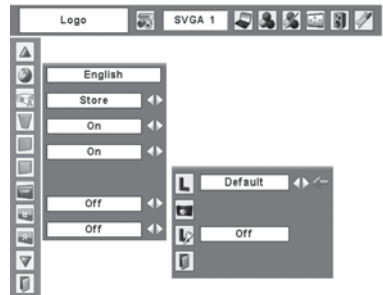 Logo
SVGA 1
English
Store
On
On
Off
Off
L
Default
L
Off